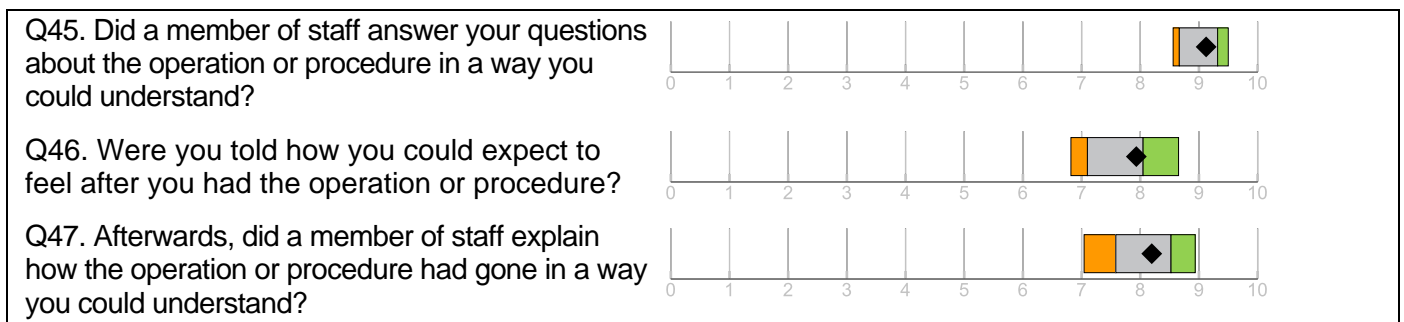 Q45. Did a member of staff answer your questions
about the operation or procedure in a way you
could understand?
0 1 2 3 4 5 6 7 8 9 10
Q46. Were you told how you could expect to
feel after you had the operation or procedure?
0 1 2 3 4 5 6 7 8 9 10
Q47. Afterwards, did a member of staff explain
how the operation or procedure had gone in a way
you could understand?
0 1 2 3 4 5 6 7 8 9 10